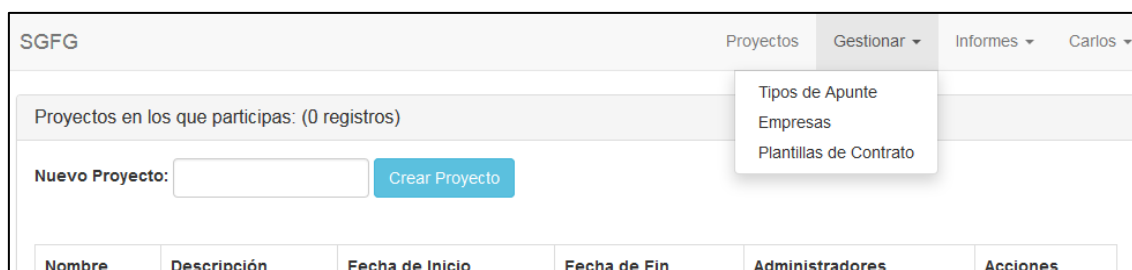 SGFG Proyectos Gestionar Informes Carlos
Tipos de Apunte
Empresas
Plantillas de Contrato
Proyectos en los que participas: (0 registros)
Nuevo Proyecto: Crear Proyecto
Nombre Descripción Fecha de Inicio Fecha de Fin Administradores Acciones